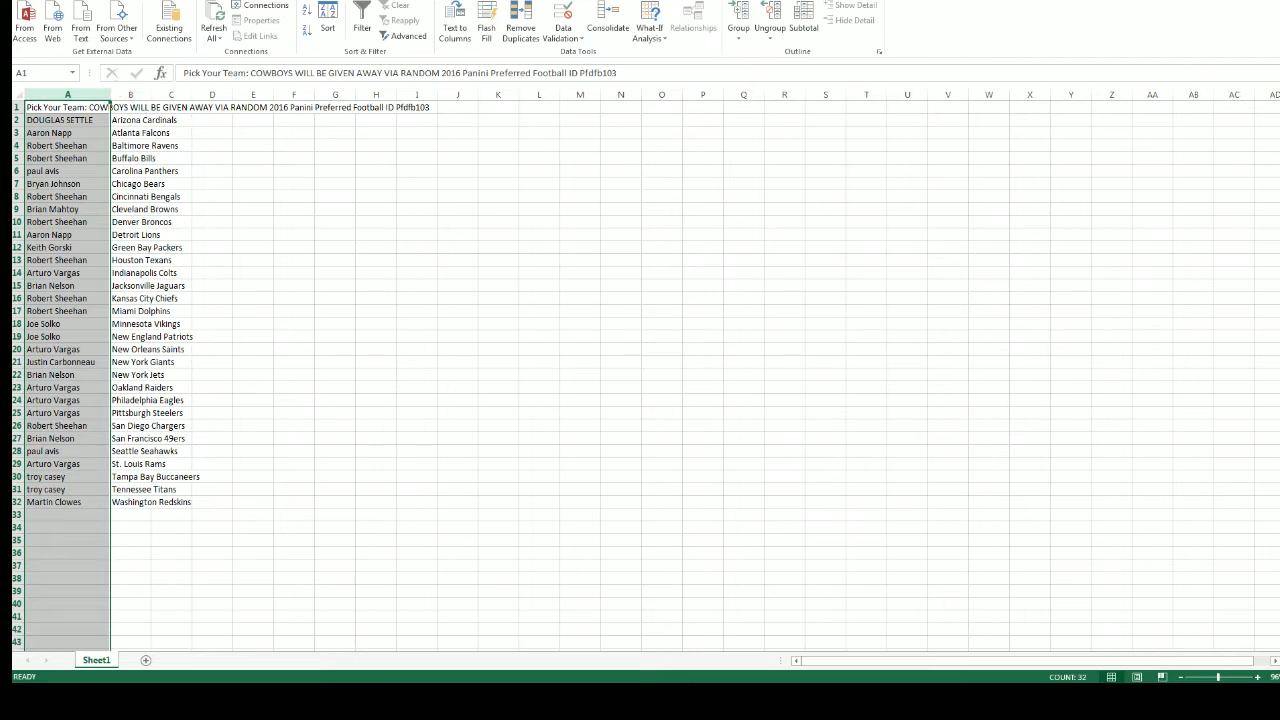 From Access
From Web
From Text
From Other Sources
Existing Connections
Get External Data
Refresh All
Connections
Properties
Edit Links
Connections
Sort
Filter
Clear
Reapply
Advanced
Sort & Filter
Text to Columns
Flash Fill
Remove Duplicates
Data Validation
Consolidate
What-If Analysis
Relationships
Data Tools
Group
Ungroup
Subtotal
Show Detail
Hide Detail
Outline
A1 fx Pick Your Team: COWBOYS WILL BE GIVEN AWAY VIA RANDOM 2016 Panini Preferred Football ID Pfdfb103
A B C D E F G H I J K L M N O P Q R S T U V W X Y Z AA AB AC AD
1 Pick Your Team: COWBOYS WILL BE GIVEN AWAY VIA RANDOM 2016 Panini Preferred Football ID Pfdfb103
2 DOUGLAS SETTLE Arizona Cardinals
3 Aaron Napp Atlanta Falcons
4 Robert Sheehan Baltimore Ravens
5 Robert Sheehan Buffalo Bills
6 paul avis Carolina Panthers
7 Bryan Johnson Chicago Bears
8 Robert Sheehan Cincinnati Bengals
9 Brian Mahtoy Cleveland Browns
10 Robert Sheehan Denver Broncos
11 Aaron Napp Detroit Lions
12 Keith Gorski Green Bay Packers
13 Robert Sheehan Houston Texans
14 Arturo Vargas Indianapolis Colts
15 Brian Nelson Jacksonville Jaguars
16 Robert Sheehan Kansas City Chiefs
17 Robert Sheehan Miami Dolphins
18 Joe Solko Minnesota Vikings
19 Joe Solko New England Patriots
20 Arturo Vargas New Orleans Saints
21 Justin Carbonneau New York Giants
22 Brian Nelson New York Jets
23 Arturo Vargas Oakland Raiders
24 Arturo Vargas Philadelphia Eagles
25 Arturo Vargas Pittsburgh Steelers
26 Robert Sheehan San Diego Chargers
27 Brian Nelson San Francisco 49ers
28 paul avis Seattle Seahawks
29 Arturo Vargas St. Louis Rams
30 troy casey Tampa Bay Buccaneers
31 troy casey Tennessee Titans
32 Martin Clowes Washington Redskins
33
34
35
36
37
38
39
40
41
42
43
Sheet1
READY
COUNT: 32